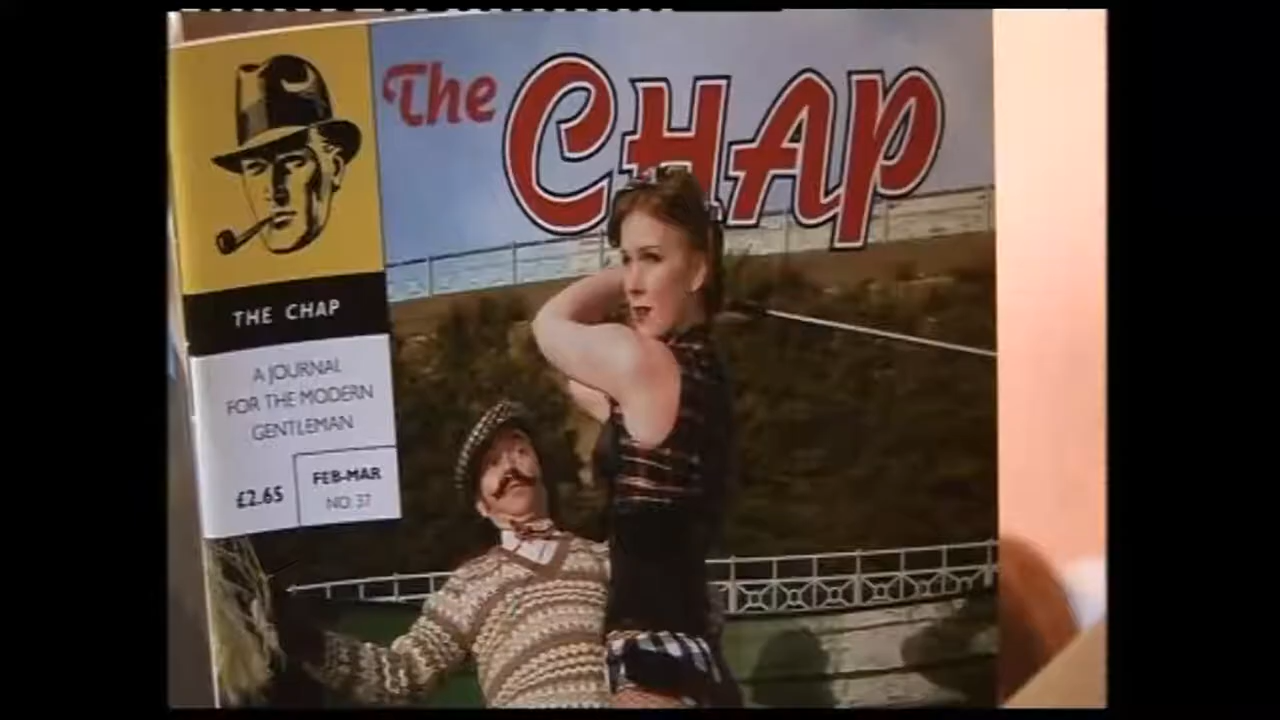 The CHAP
THE CHAP
A JOURNAL
FOR THE MODERN
GENTLEMAN
£2.65
FEB-MAR
NO. 37